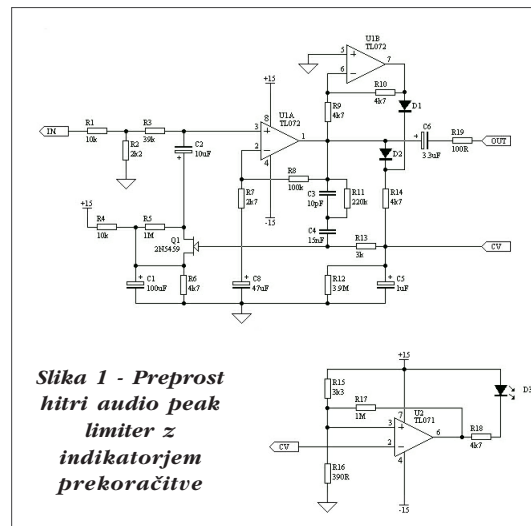 U1B
TL072
5
6
7
+15
R9
4k7
R10
4k7
D1
U1A
TL072
8
3
2
1
4
-15
IN
R1
10k
R3
39k
R2
2k2
C2
10uF
C6
3.3uF
R19
100R
OUT
D2
R8
100k
R7
2k7
C3
10pF
R11
220k
R14
4k7
+15
R4
10k
R5
1M
C4
15nF
R13
3k
CV
Q1
2N5459
C1
100uF
R6
4k7
C8
47uF
R12
3.9M
C5
1uF
Slika 1 - Preprost
hitri audio peak
limiter z
indikatorjem
prekoračitve
+15
R15
3k3
R17
1M
D3
U2
TL071
7
3
2
6
4
R18
4k7
CV
R16
390R
-15